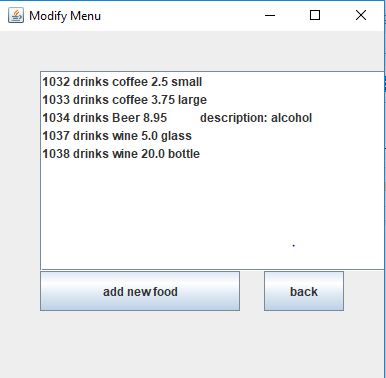 Modify Menu
1032 drinks coffee 2.5 small
1033 drinks coffee 3.75 large
1034 drinks Beer 8.95 description: alcohol
1037 drinks wine 5.0 glass
1038 drinks wine 20.0 bottle
add new food back